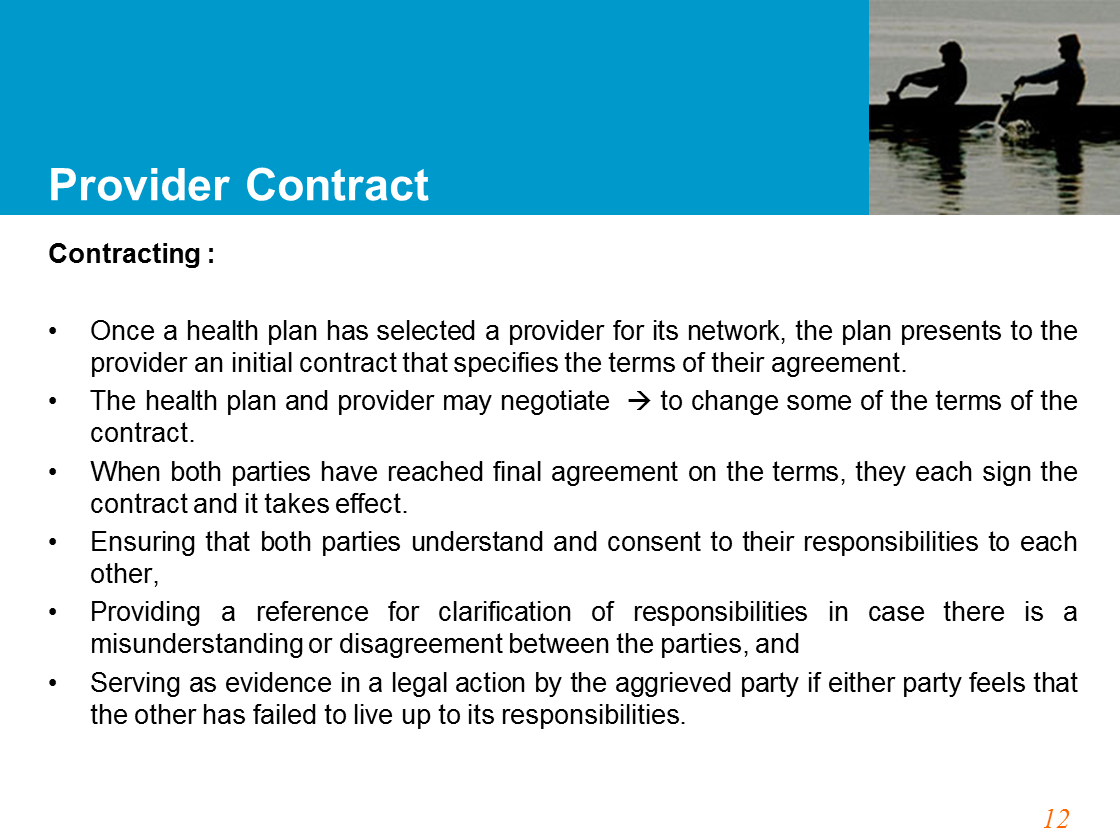 Provider Contract
Contracting :
• Once a health plan has selected a provider for its network, the plan presents to the
provider an initial contract that specifies the terms of their agreement.
• The health plan and provider may negotiate → to change some of the terms of the
contract.
• When both parties have reached final agreement on the terms, they each sign the
contract and it takes effect.
• Ensuring that both parties understand and consent to their responsibilities to each
other,
• Providing a reference for clarification of responsibilities in case there is a
misunderstanding or disagreement between the parties, and
• Serving as evidence in a legal action by the aggrieved party if either party feels that
the other has failed to live up to its responsibilities.
12